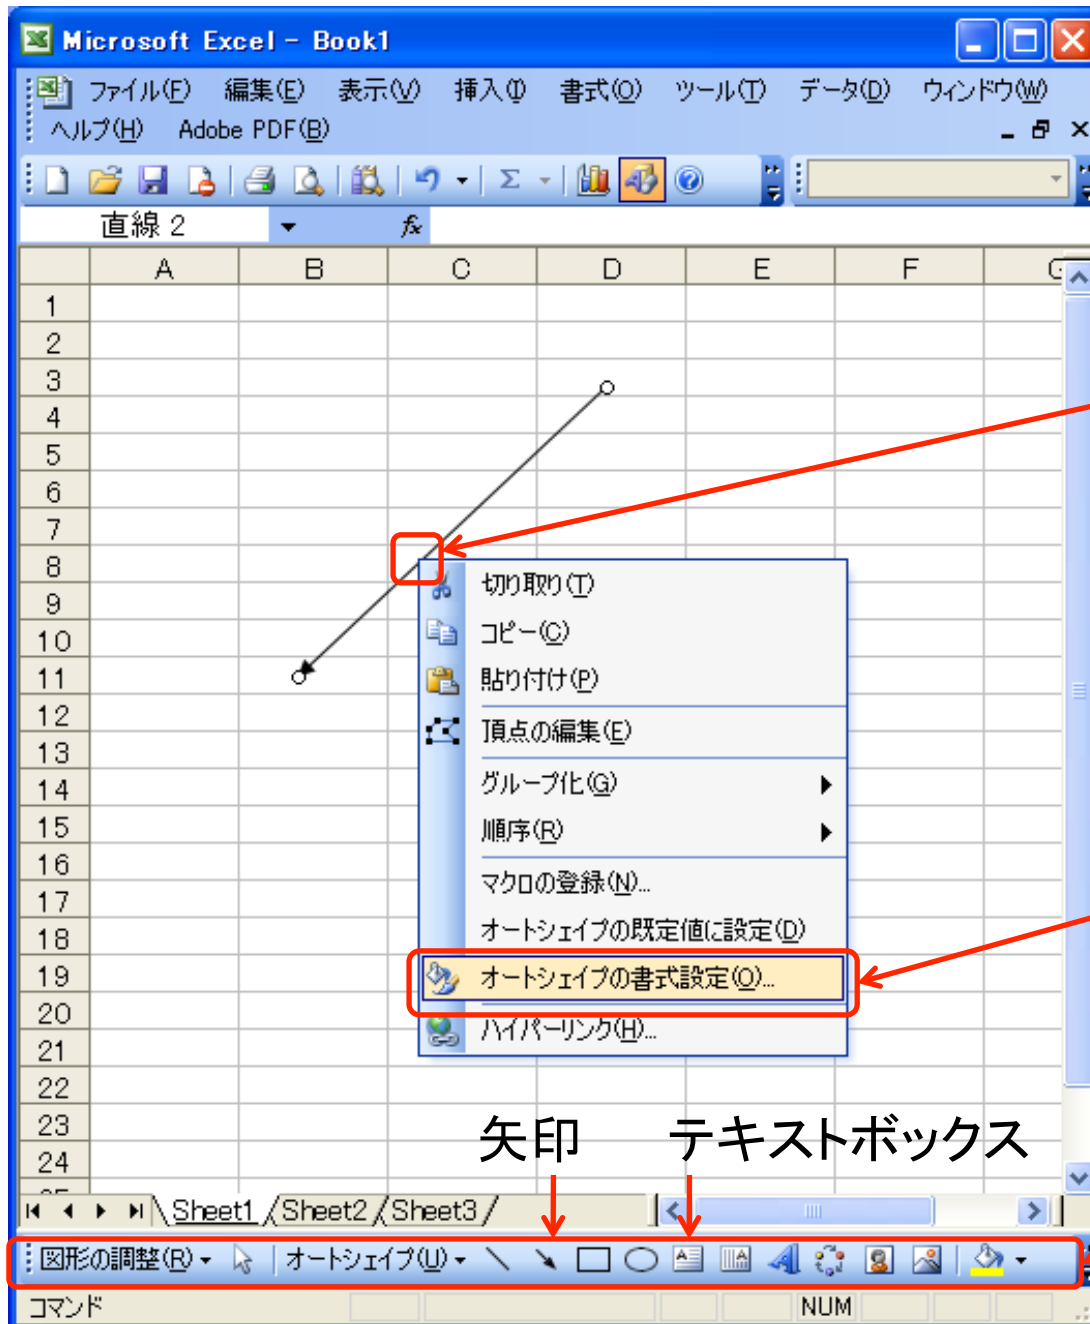 Microsoft Excel - Book1
ファイル(F) 編集(E) 表示(V) 挿入(I) 書式(O) ツール(T) データ(D) ウィンドウ(W)
ヘルプ(H) Adobe PDF(B)
直線 2 fx
A B C D E F G
1
2
3
4
5
6
7
8
9
10
11
12
13
14
15
16
17
18
19
20
21
22
23
24
切り取り(T)
コピー(C)
貼り付け(P)
頂点の編集(E)
グループ化(G)
順序(R)
マクロの登録(N)...
オートシェイプの既定値に設定(D)
オートシェイプの書式設定(O)...
ハイパーリンク(H)...
矢印 テキストボックス
Sheet1 Sheet2 Sheet3
図形の調整(R) オートシェイプ(U)
コマンド NUM